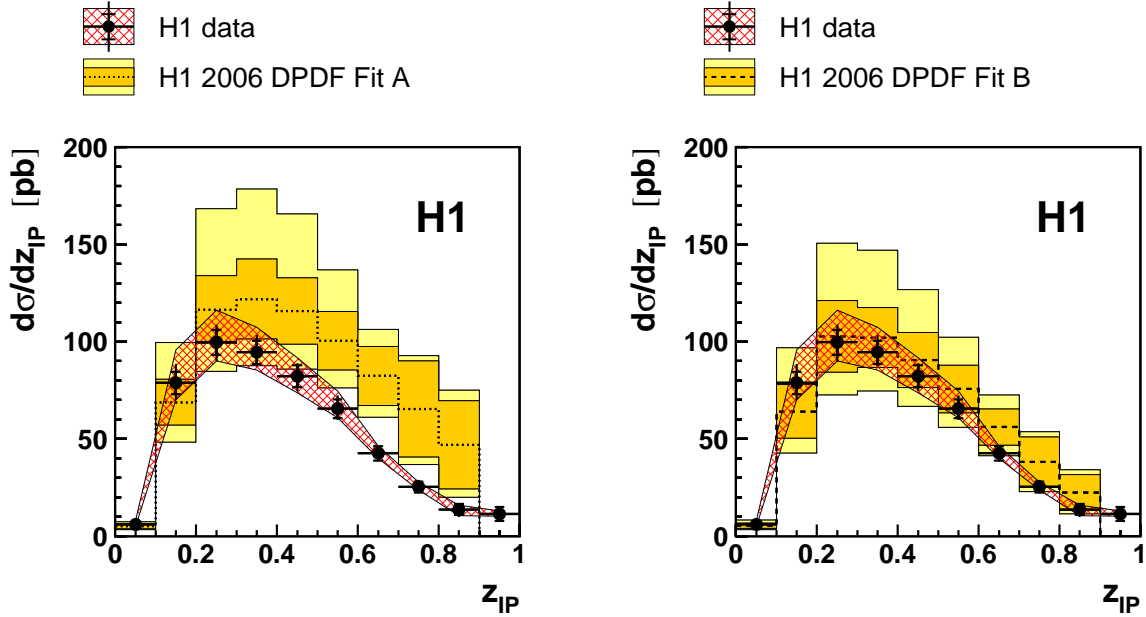 H1 data
H1 2006 DPDF Fit A
200
150
100
50
0
dσ/dz_IP [pb]
H1
0 0.2 0.4 0.6 0.8 1
z_IP
H1 data
H1 2006 DPDF Fit B
200
150
100
50
0
dσ/dz_IP [pb]
H1
0 0.2 0.4 0.6 0.8 1
z_IP